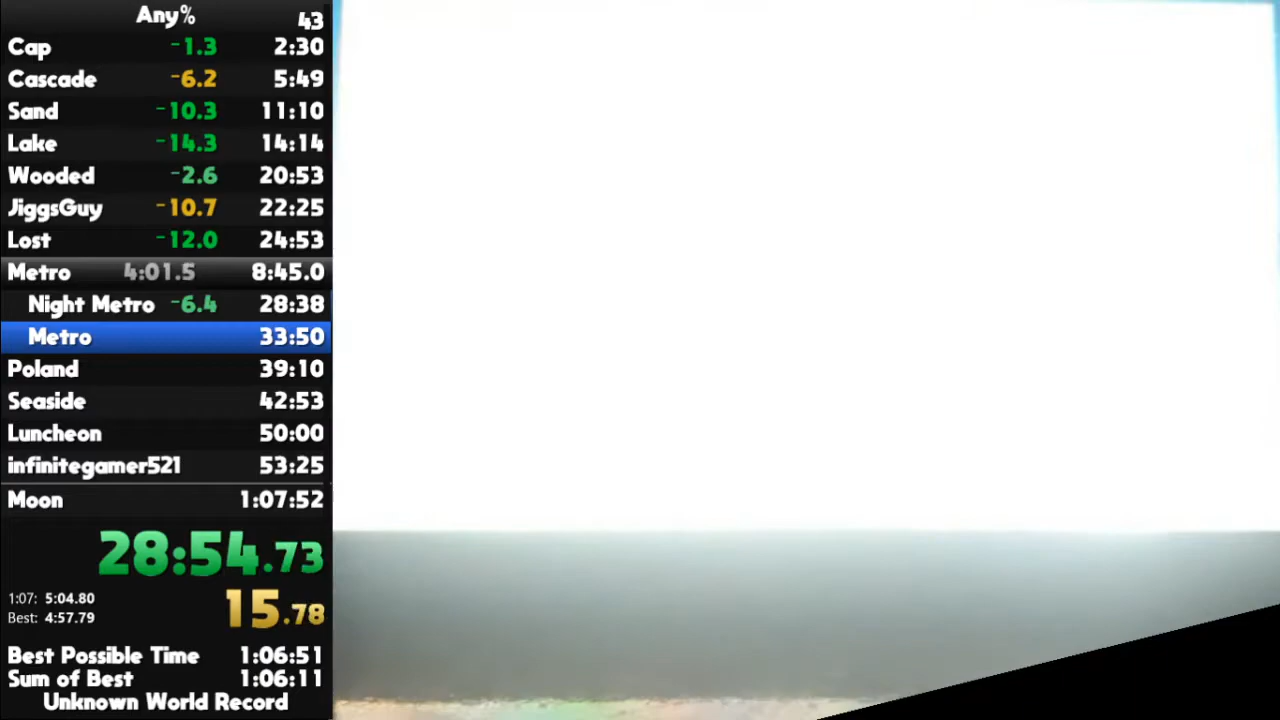 Any% 43
Cap -1.3 2:30
Cascade -6.2 5:49
Sand -10.3 11:10
Lake -14.3 14:14
Wooded -2.6 20:53
JiggsGuy -10.7 22:25
Lost -12.0 24:53
Metro 4:01.5 8:45.0
Night Metro -6.4 28:38
Metro 33:50
Poland 39:10
Seaside 42:53
Luncheon 50:00
infinitegamer521 53:25
Moon 1:07:52
28:54.73
1:07: 5:04.80
Best: 4:57.79
15.78
Best Possible Time 1:06:51
Sum of Best 1:06:11
Unknown World Record